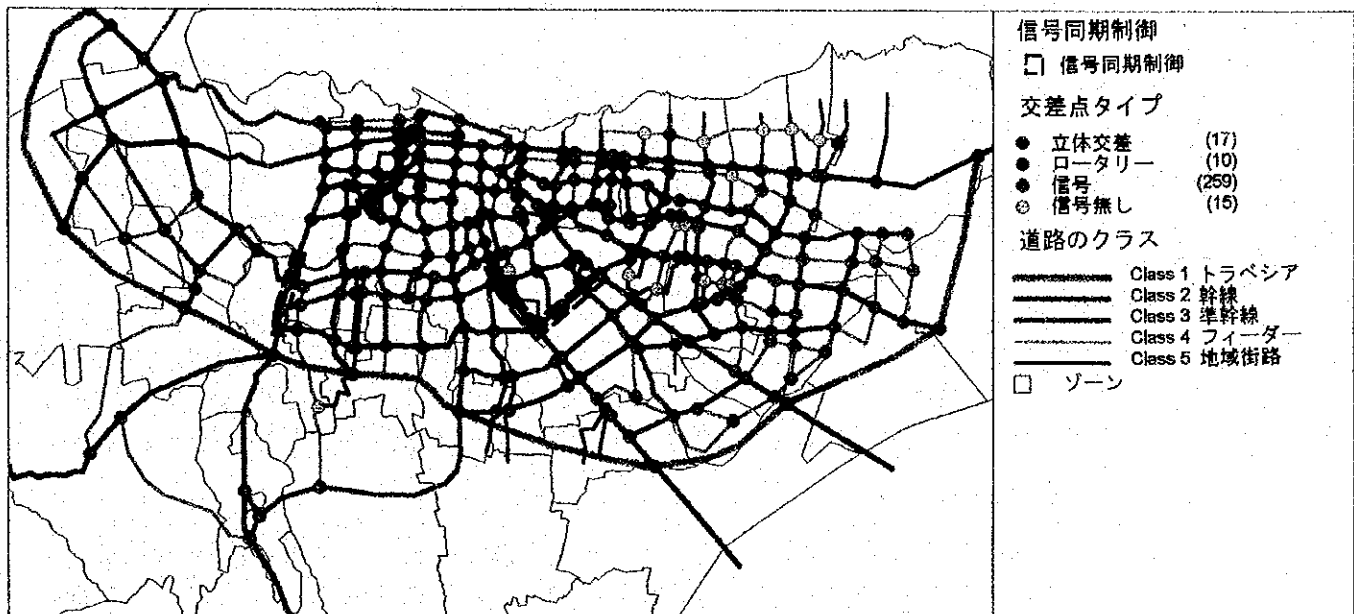 信号同期制御
信号同期制御
交差点タイプ
立体交差 (17)
ロータリー (10)
信号 (259)
信号無し (15)
道路のクラス
Class 1 トラベシア
Class 2 幹線
Class 3 準幹線
Class 4 フィーダー
Class 5 地域街路
ゾーン